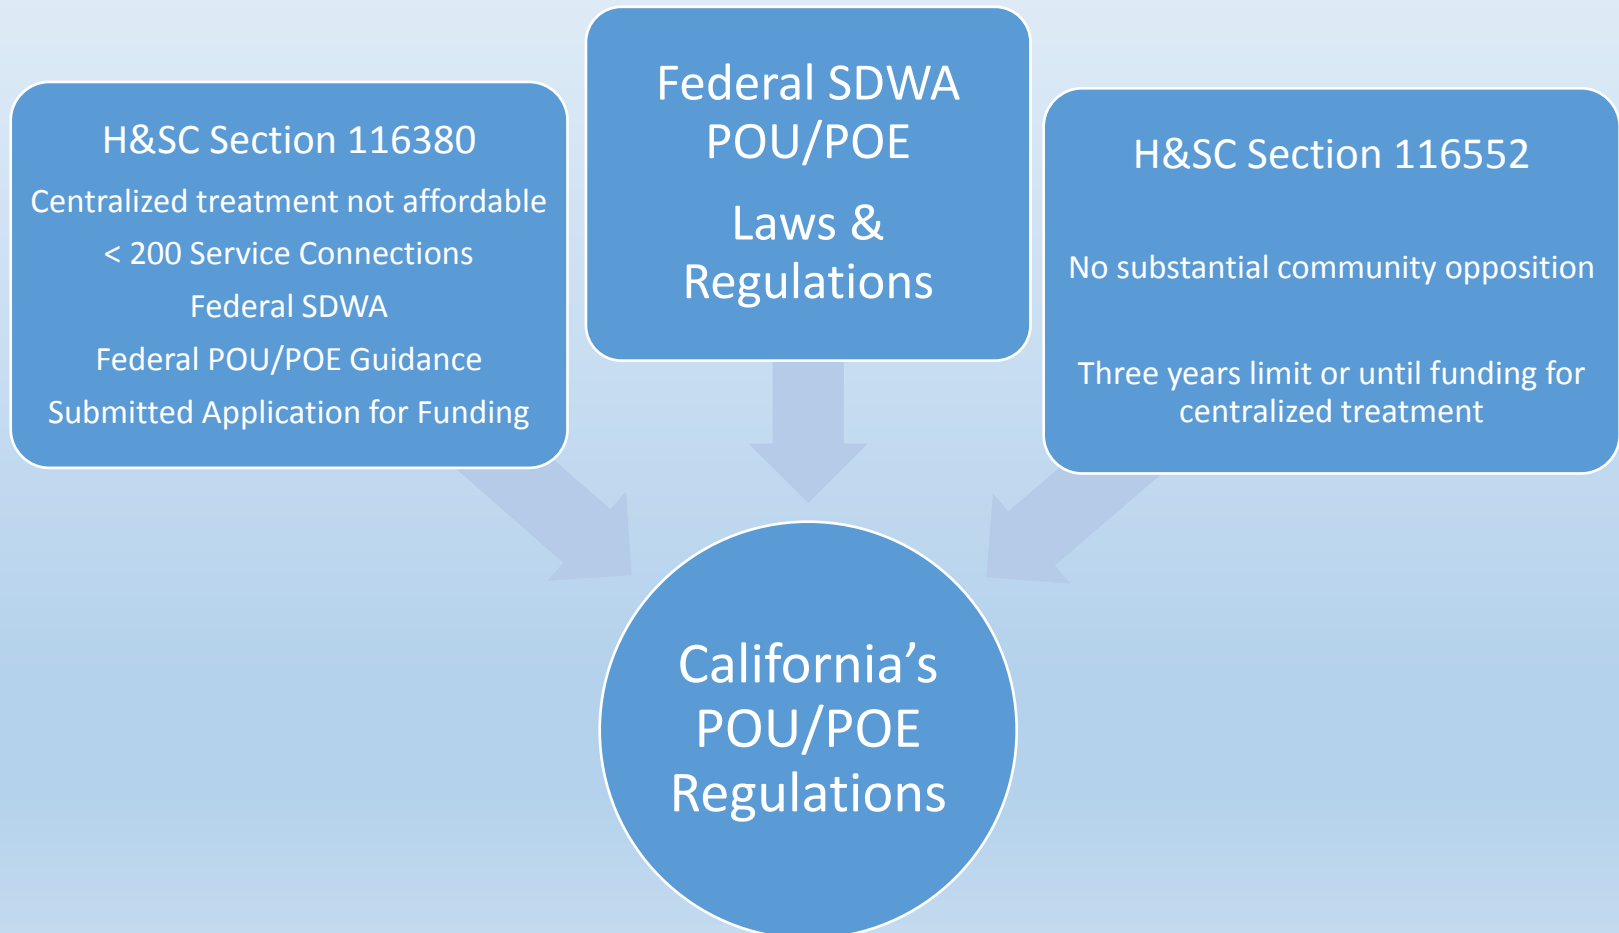 H&SC Section 116380
Centralized treatment not affordable
< 200 Service Connections
Federal SDWA
Federal POU/POE Guidance
Submitted Application for Funding
Federal SDWA
POU/POE
Laws &
Regulations
H&SC Section 116552
No substantial community opposition
Three years limit or until funding for
centralized treatment
California’s
POU/POE
Regulations